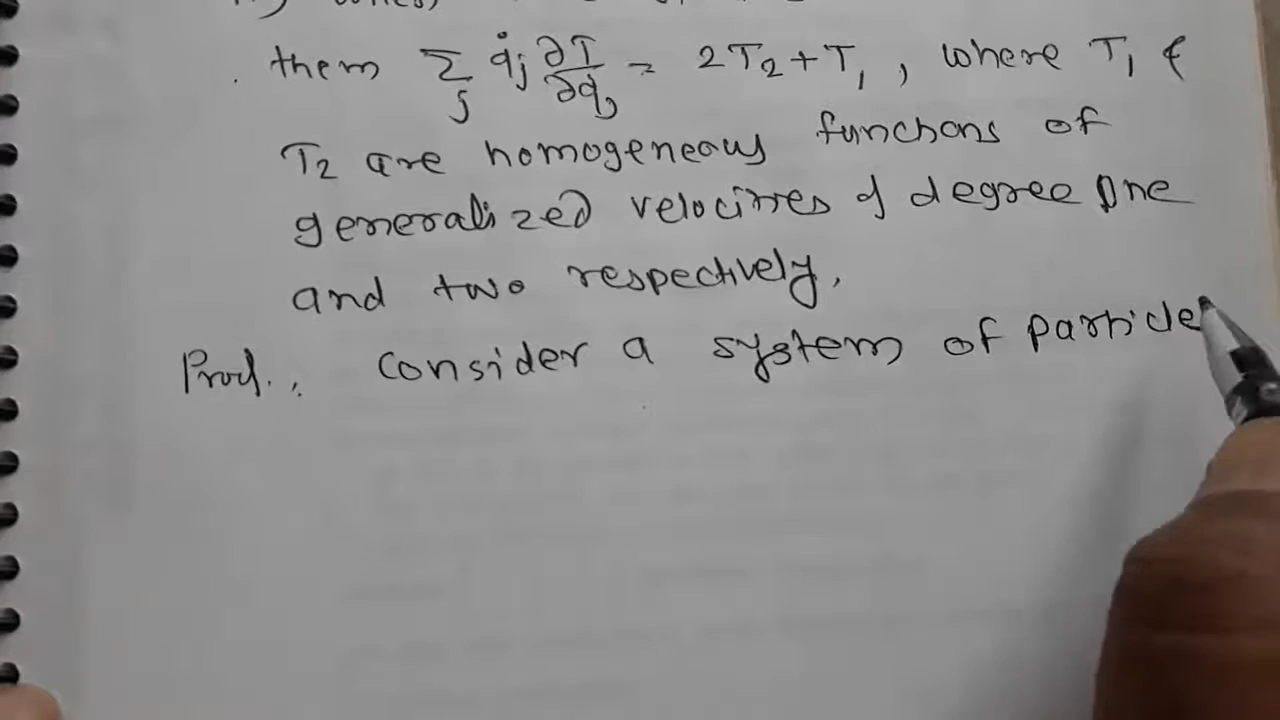 them Σ_j q̇_j ∂T/∂q̇_j = 2T₂ + T₁, where T₁ &
T₂ are homogeneous functions of
generalized velocities of degree One
and two respectively.
Proof: Consider a system of particle